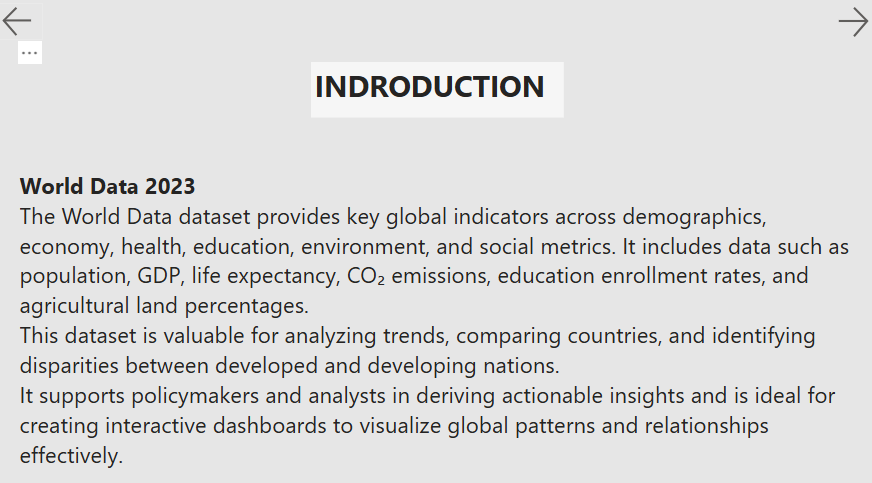 INDRODUCTION
World Data 2023
The World Data dataset provides key global indicators across demographics,
economy, health, education, environment, and social metrics. It includes data such as
population, GDP, life expectancy, CO₂ emissions, education enrollment rates, and
agricultural land percentages.
This dataset is valuable for analyzing trends, comparing countries, and identifying
disparities between developed and developing nations.
It supports policymakers and analysts in deriving actionable insights and is ideal for
creating interactive dashboards to visualize global patterns and relationships
effectively.